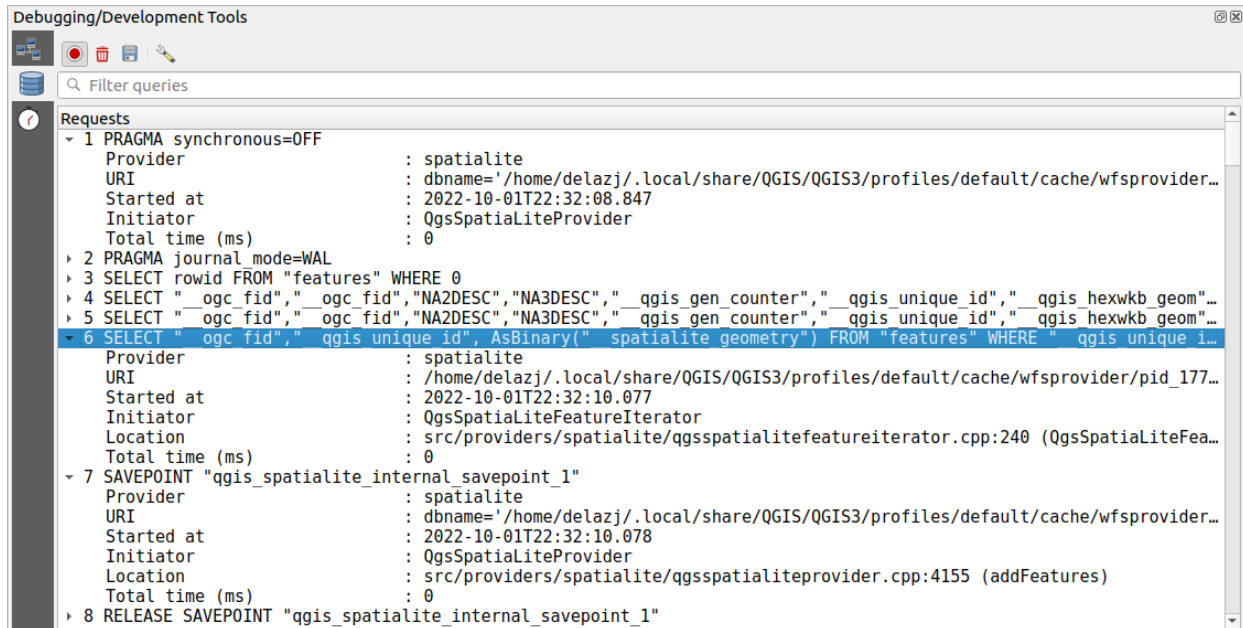 Debugging/Development Tools
Filter queries
Requests
1 PRAGMA synchronous=OFF
Provider : spatialite
URI : dbname='/home/delazj/.local/share/QGIS/QGIS3/profiles/default/cache/wfsprovider…
Started at : 2022-10-01T22:32:08.847
Initiator : QgsSpatiaLiteProvider
Total time (ms) : 0
2 PRAGMA journal_mode=WAL
3 SELECT rowid FROM "features" WHERE 0
4 SELECT "__ogc_fid","__ogc_fid","NA2DESC","NA3DESC","__qgis_gen_counter","__qgis_unique_id","__qgis_hexwkb_geom"…
5 SELECT "__ogc_fid","__ogc_fid","NA2DESC","NA3DESC","__qgis_gen_counter","__qgis_unique_id","__qgis_hexwkb_geom"…
6 SELECT "__ogc_fid","__qgis_unique_id", AsBinary("__spatialite_geometry") FROM "features" WHERE "__qgis_unique_i…
Provider : spatialite
URI : /home/delazj/.local/share/QGIS/QGIS3/profiles/default/cache/wfsprovider/pid_177…
Started at : 2022-10-01T22:32:10.077
Initiator : QgsSpatiaLiteFeatureIterator
Location : src/providers/spatialite/qgsspatialitefeatureiterator.cpp:240 (QgsSpatiaLiteFea…
Total time (ms) : 0
7 SAVEPOINT "qgis_spatialite_internal_savepoint_1"
Provider : spatialite
URI : dbname='/home/delazj/.local/share/QGIS/QGIS3/profiles/default/cache/wfsprovider…
Started at : 2022-10-01T22:32:10.078
Initiator : QgsSpatiaLiteProvider
Location : src/providers/spatialite/qgsspatialiteprovider.cpp:4155 (addFeatures)
Total time (ms) : 0
8 RELEASE SAVEPOINT "qgis_spatialite_internal_savepoint_1"